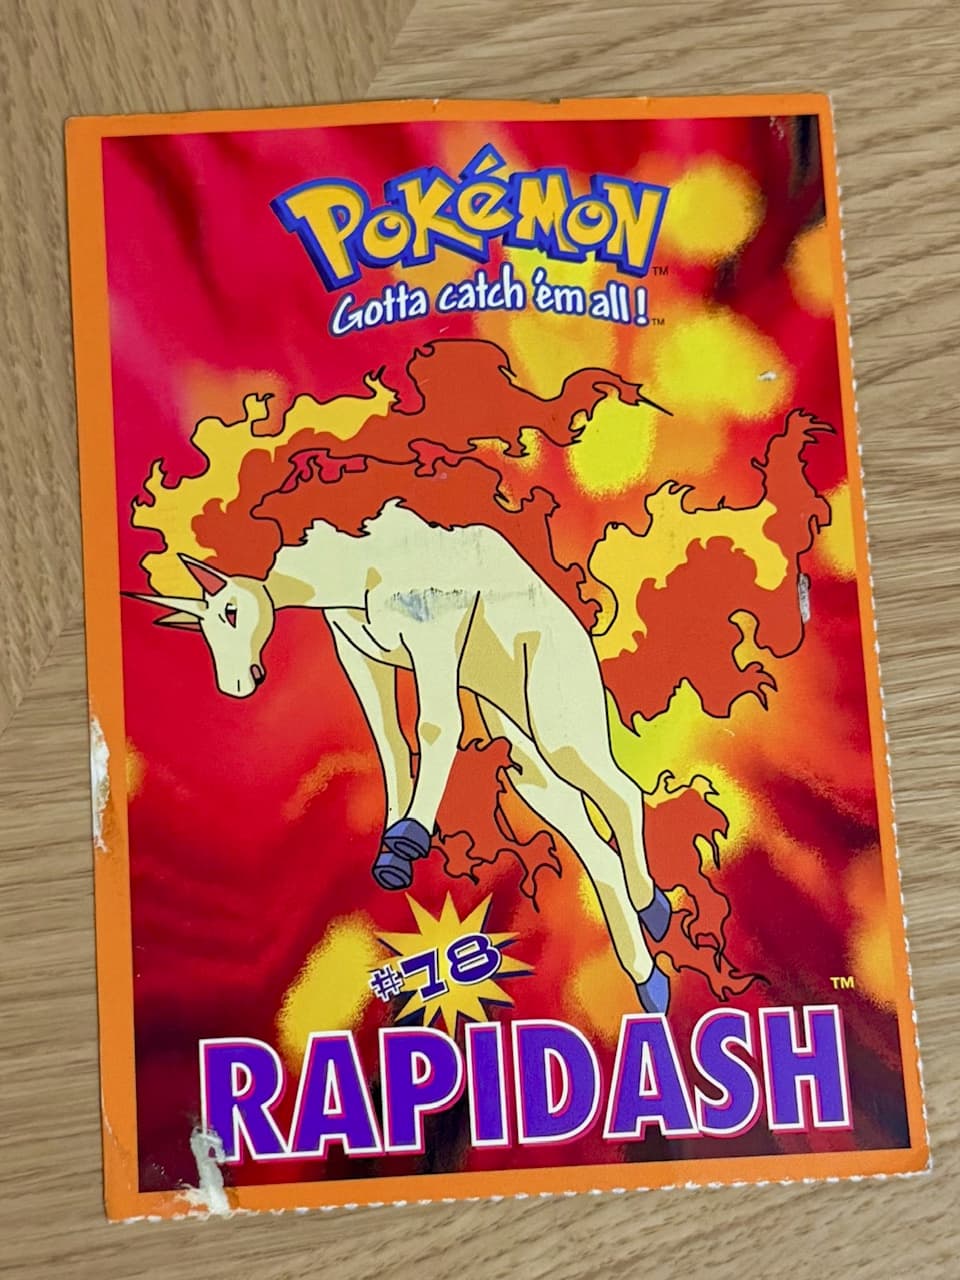 POKéMON™
Gotta catch 'em all!™
#78
™
RAPIDASH